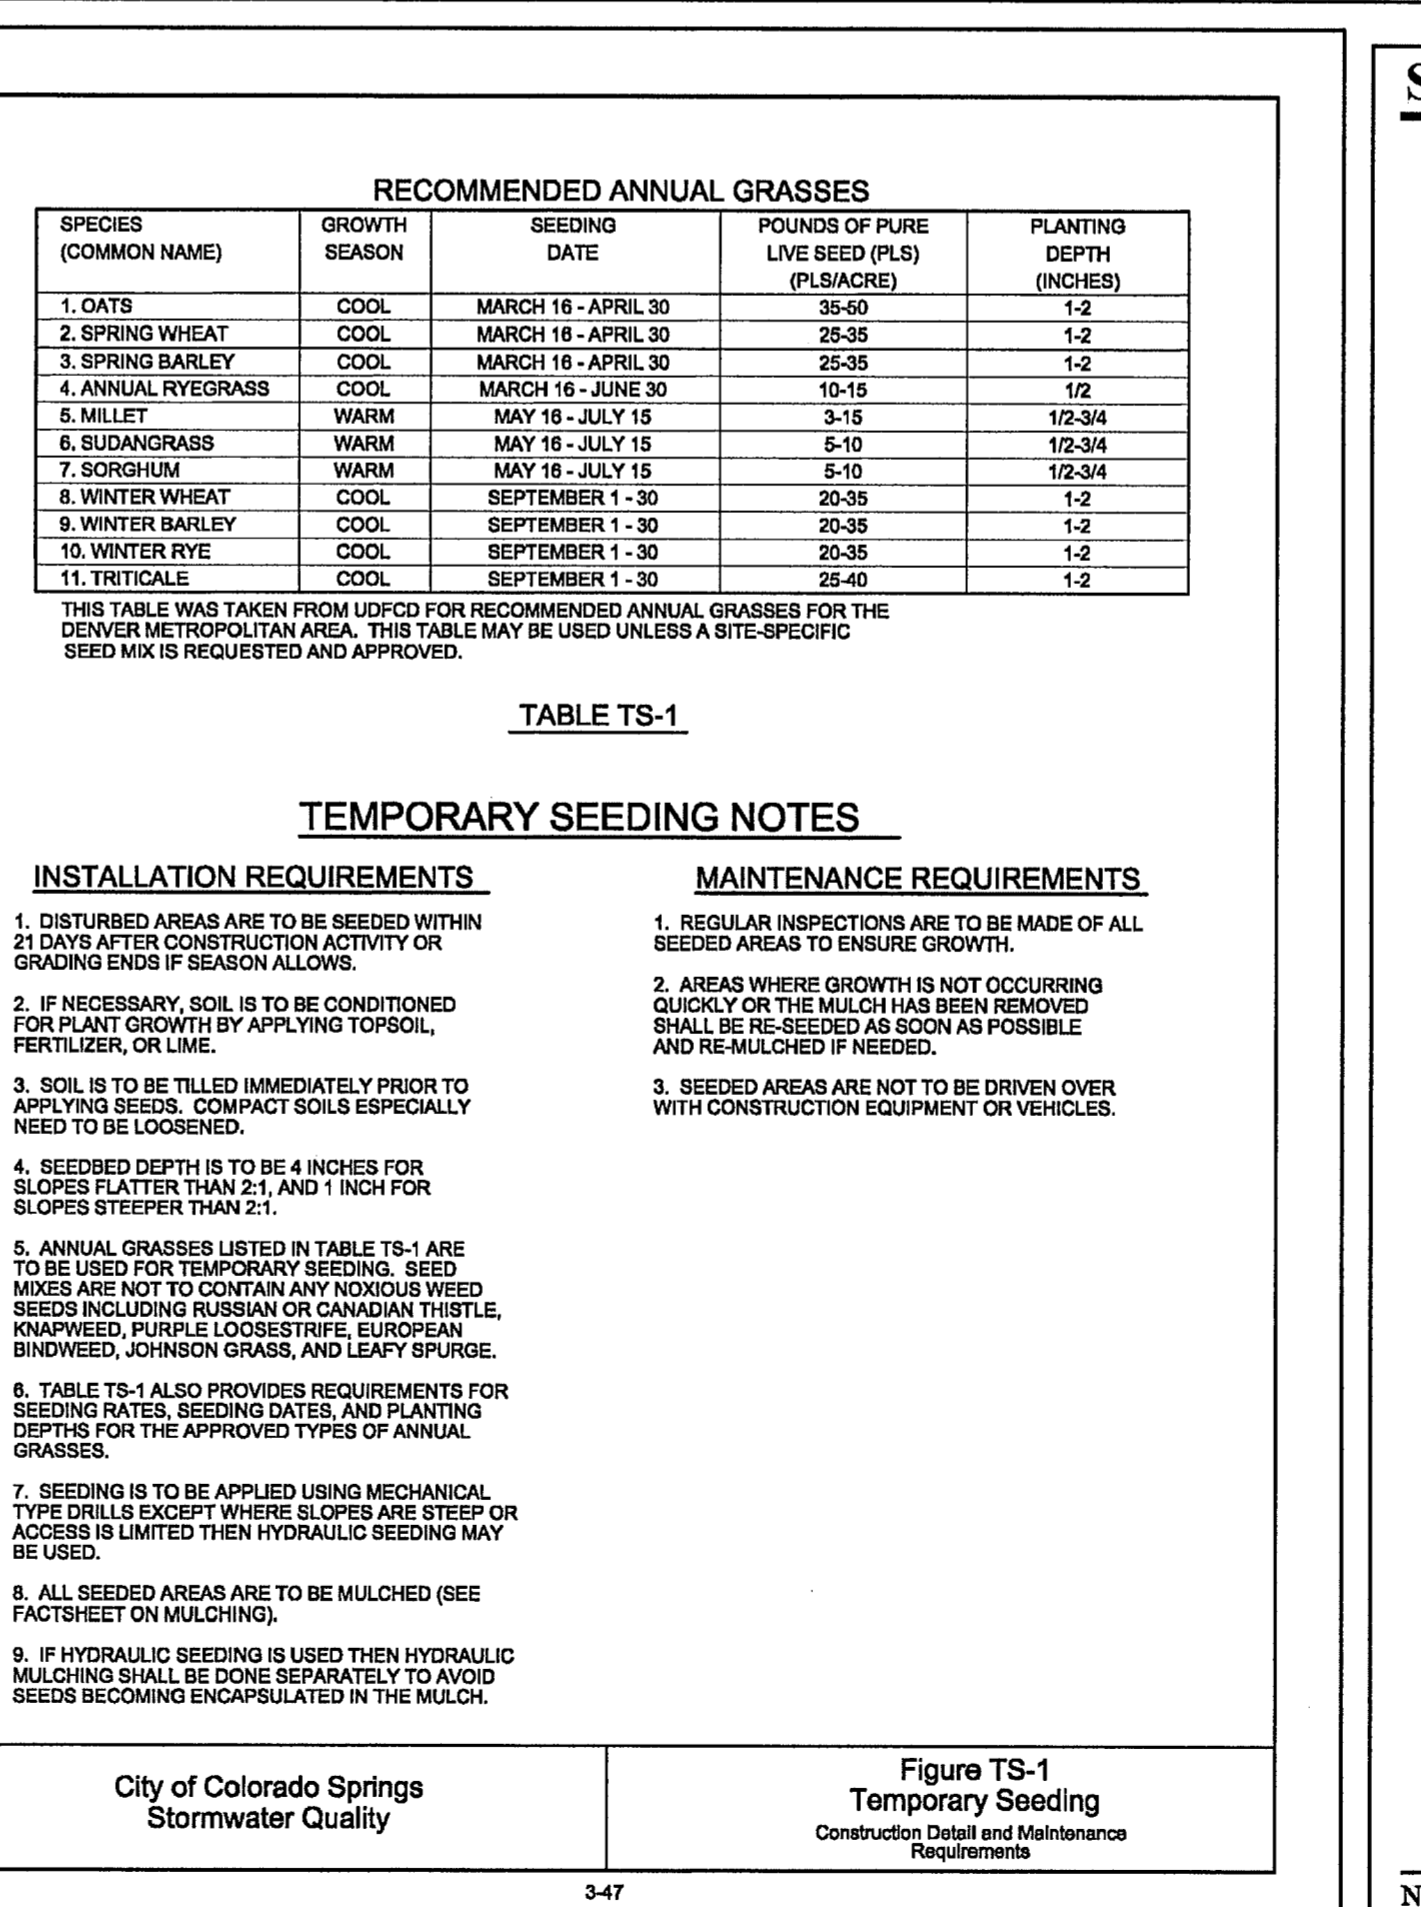 RECOMMENDED ANNUAL GRASSES
SPECIES (COMMON NAME) GROWTH SEASON SEEDING DATE POUNDS OF PURE LIVE SEED (PLS) (PLS/ACRE) PLANTING DEPTH (INCHES)
1. OATS COOL MARCH 16 - APRIL 30 35-50 1-2
2. SPRING WHEAT COOL MARCH 16 - APRIL 30 25-35 1-2
3. SPRING BARLEY COOL MARCH 16 - APRIL 30 25-35 1-2
4. ANNUAL RYEGRASS COOL MARCH 16 - JUNE 30 10-15 1/2
5. MILLET WARM MAY 16 - JULY 15 3-15 1/2-3/4
6. SUDANGRASS WARM MAY 16 - JULY 15 5-10 1/2-3/4
7. SORGHUM WARM MAY 16 - JULY 15 5-10 1/2-3/4
8. WINTER WHEAT COOL SEPTEMBER 1 - 30 20-35 1-2
9. WINTER BARLEY COOL SEPTEMBER 1 - 30 20-35 1-2
10. WINTER RYE COOL SEPTEMBER 1 - 30 20-35 1-2
11. TRITICALE COOL SEPTEMBER 1 - 30 25-40 1-2
THIS TABLE WAS TAKEN FROM UDFCD FOR RECOMMENDED ANNUAL GRASSES FOR THE
DENVER METROPOLITAN AREA. THIS TABLE MAY BE USED UNLESS A SITE-SPECIFIC
SEED MIX IS REQUESTED AND APPROVED.
TABLE TS-1
TEMPORARY SEEDING NOTES
INSTALLATION REQUIREMENTS
1. DISTURBED AREAS ARE TO BE SEEDED WITHIN
21 DAYS AFTER CONSTRUCTION ACTIVITY OR
GRADING ENDS IF SEASON ALLOWS.
2. IF NECESSARY, SOIL IS TO BE CONDITIONED
FOR PLANT GROWTH BY APPLYING TOPSOIL,
FERTILIZER, OR LIME.
3. SOIL IS TO BE TILLED IMMEDIATELY PRIOR TO
APPLYING SEEDS. COMPACT SOILS ESPECIALLY
NEED TO BE LOOSENED.
4. SEEDBED DEPTH IS TO BE 4 INCHES FOR
SLOPES FLATTER THAN 2:1, AND 1 INCH FOR
SLOPES STEEPER THAN 2:1.
5. ANNUAL GRASSES LISTED IN TABLE TS-1 ARE
TO BE USED FOR TEMPORARY SEEDING. SEED
MIXES ARE NOT TO CONTAIN ANY NOXIOUS WEED
SEEDS INCLUDING RUSSIAN OR CANADIAN THISTLE,
KNAPWEED, PURPLE LOOSESTRIFE, EUROPEAN
BINDWEED, JOHNSON GRASS, AND LEAFY SPURGE.
6. TABLE TS-1 ALSO PROVIDES REQUIREMENTS FOR
SEEDING RATES, SEEDING DATES, AND PLANTING
DEPTHS FOR THE APPROVED TYPES OF ANNUAL
GRASSES.
7. SEEDING IS TO BE APPLIED USING MECHANICAL
TYPE DRILLS EXCEPT WHERE SLOPES ARE STEEP OR
ACCESS IS LIMITED THEN HYDRAULIC SEEDING MAY
BE USED.
8. ALL SEEDED AREAS ARE TO BE MULCHED (SEE
FACTSHEET ON MULCHING).
9. IF HYDRAULIC SEEDING IS USED THEN HYDRAULIC
MULCHING SHALL BE DONE SEPARATELY TO AVOID
SEEDS BECOMING ENCAPSULATED IN THE MULCH.
MAINTENANCE REQUIREMENTS
1. REGULAR INSPECTIONS ARE TO BE MADE OF ALL
SEEDED AREAS TO ENSURE GROWTH.
2. AREAS WHERE GROWTH IS NOT OCCURRING
QUICKLY OR THE MULCH HAS BEEN REMOVED
SHALL BE RE-SEEDED AS SOON AS POSSIBLE
AND RE-MULCHED IF NEEDED.
3. SEEDED AREAS ARE NOT TO BE DRIVEN OVER
WITH CONSTRUCTION EQUIPMENT OR VEHICLES.
City of Colorado Springs
Stormwater Quality
Figure TS-1
Temporary Seeding
Construction Detail and Maintenance
Requirements
3-47